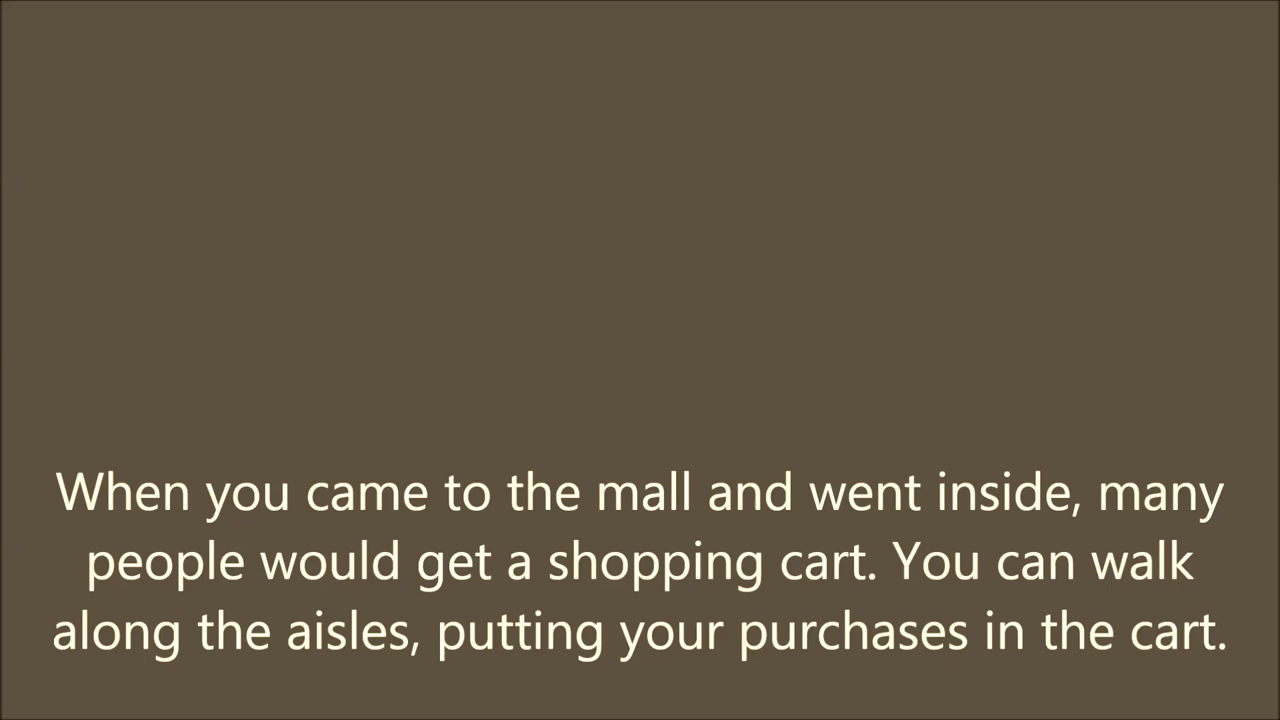 When you came to the mall and went inside, many
people would get a shopping cart. You can walk
along the aisles, putting your purchases in the cart.